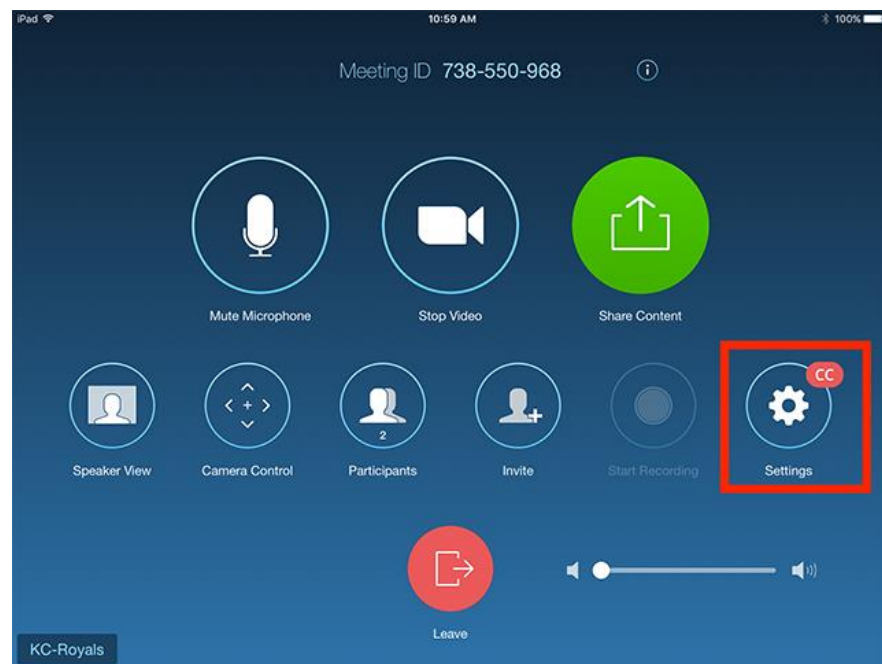 iPad 10:59 AM 100%
Meeting ID 738-550-968
Mute Microphone Stop Video Share Content
CC
2
Speaker View Camera Control Participants Invite Start Recording Settings
Leave
KC-Royals